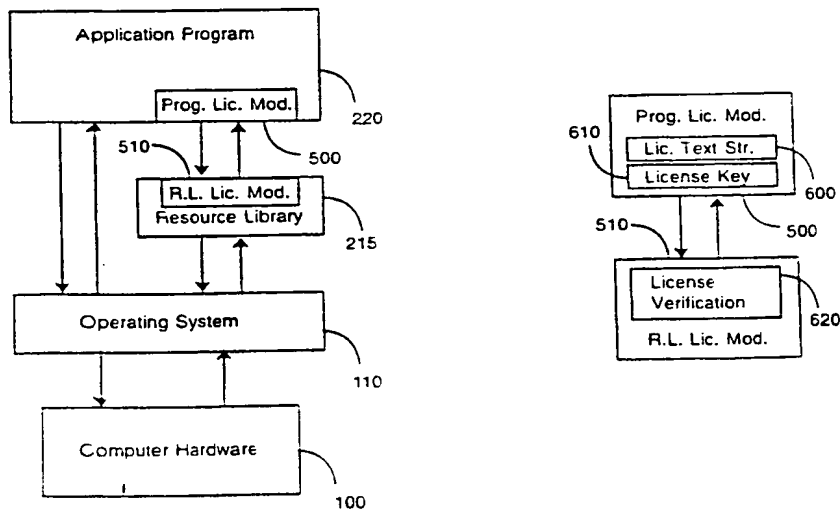 Application Program
Prog. Lic. Mod.
220
510
500
R.L. Lic. Mod.
Resource Library
215
Operating System
110
Computer Hardware
100
Prog. Lic. Mod.
610
Lic. Text Str.
License Key
600
510
500
License
Verification
620
R.L. Lic. Mod.